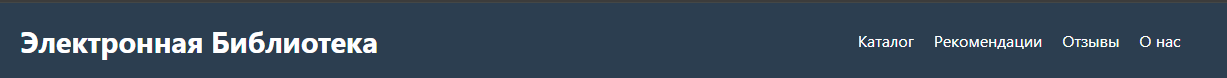 Электронная Библиотека
Каталог Рекомендации Отзывы О нас